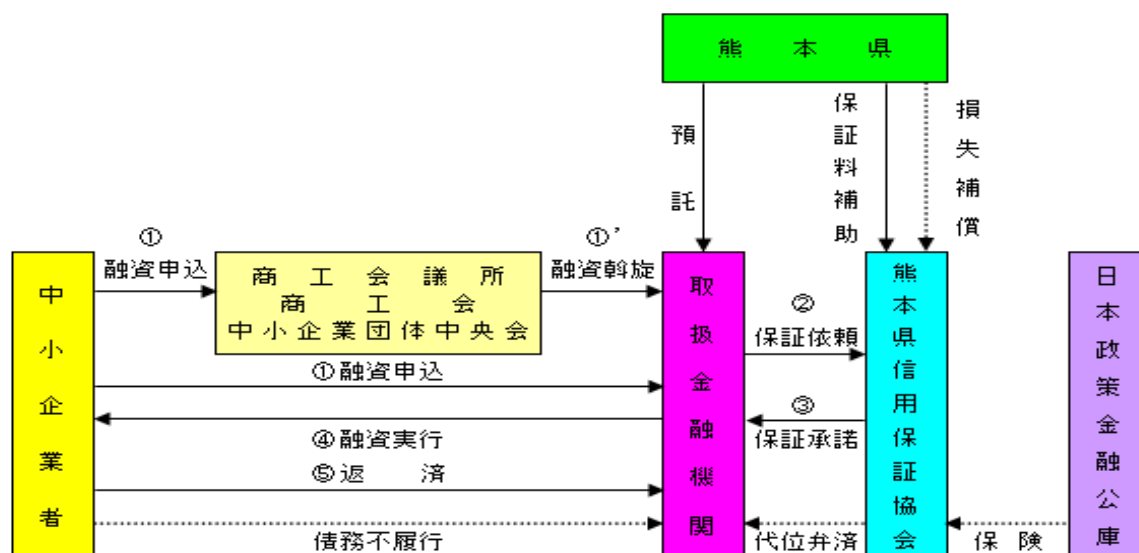 熊本県
預託
保証料補助
損失補償
①
融資申込
①’
融資斡旋
中小企業者
商工会議所
商工会
中小企業団体中央会
取扱金融機関
熊本県信用保証協会
日本政策金融公庫
②
保証依頼
①融資申込
③
保証承諾
④融資実行
⑤返済
債務不履行
代位弁済
保険